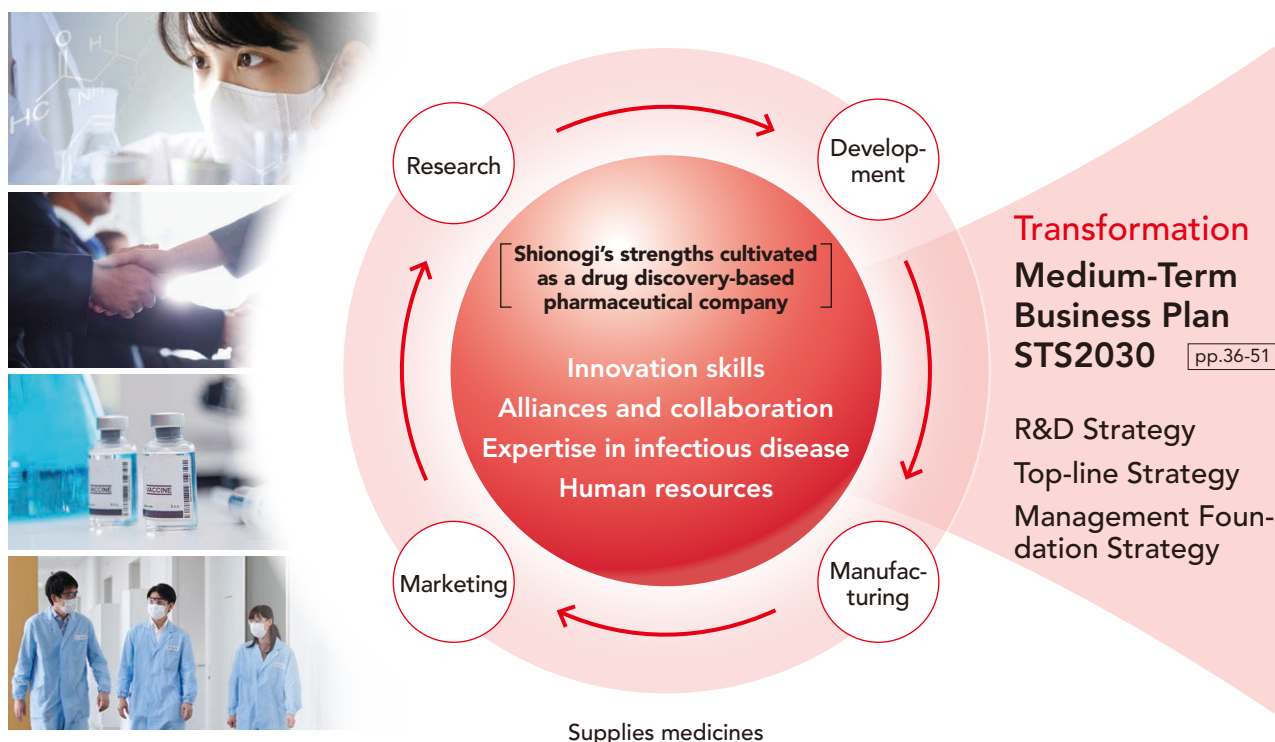 Research
Develop-
ment
[Shionogi's strengths cultivated
as a drug discovery-based
pharmaceutical company]
Innovation skills
Alliances and collaboration
Expertise in infectious disease
Human resources
Marketing
Manufac-
turing
Supplies medicines
Transformation
Medium-Term
Business Plan
STS2030 pp.36-51
R&D Strategy
Top-line Strategy
Management Foun-
dation Strategy
O
H
HC
NH
VACCINE
VACCINE